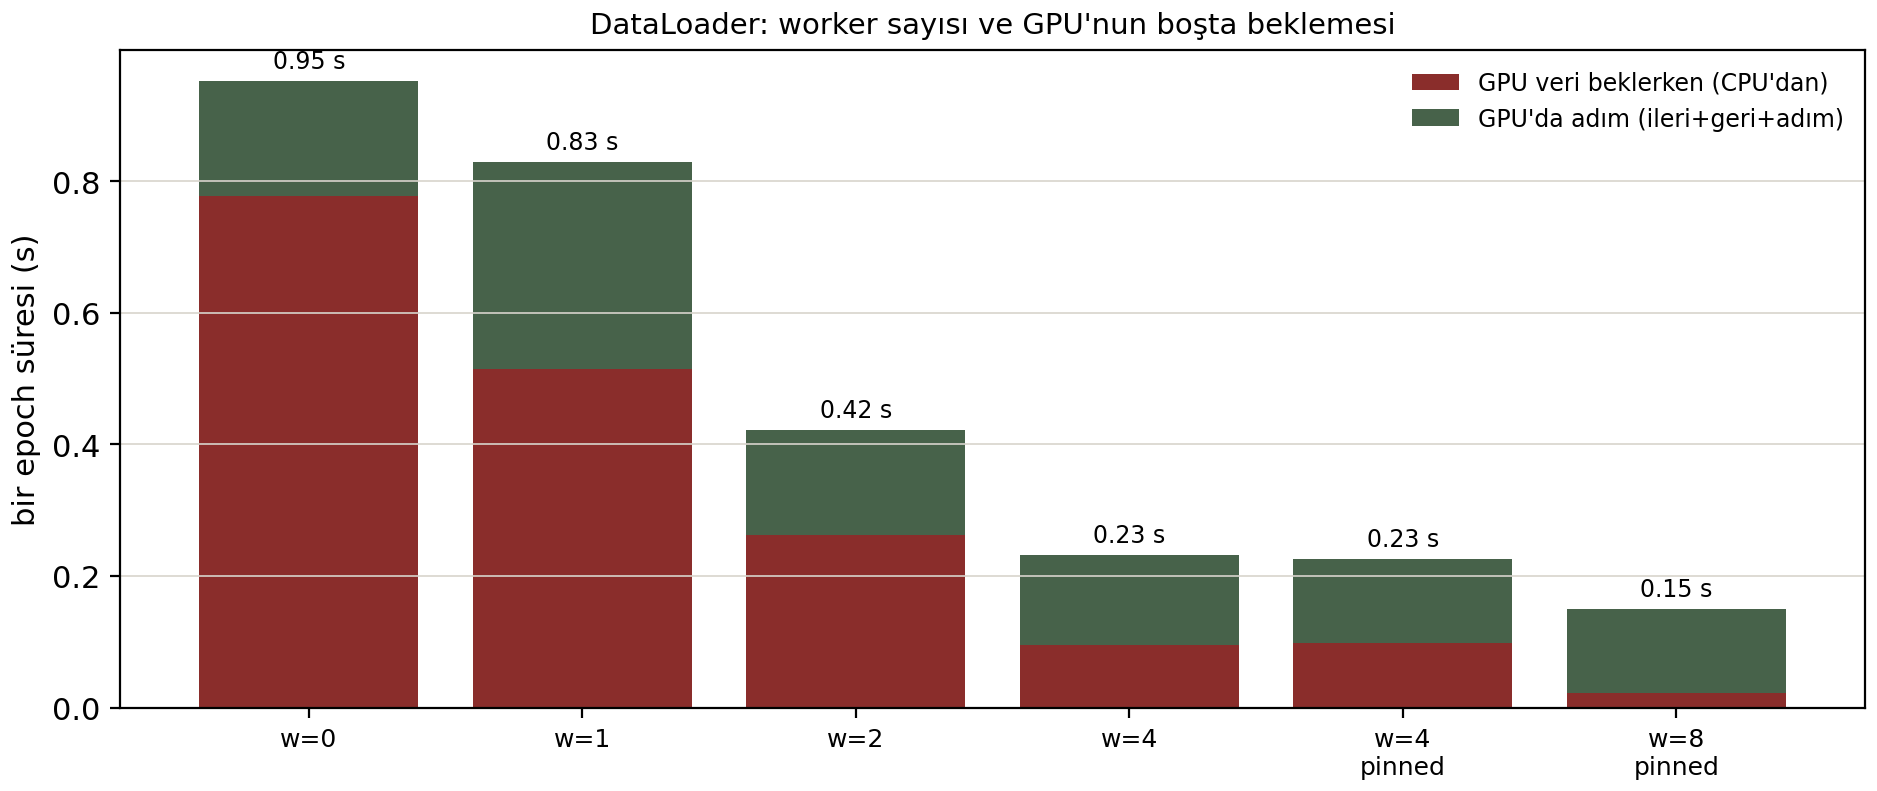 DataLoader: worker sayısı ve GPU'nun boşta beklemesi
GPU veri beklerken (CPU'dan)
GPU'da adım (ileri+geri+adım)
bir epoch süresi (s)
0.8
0.6
0.4
0.2
0.0
0.95 s
0.83 s
0.42 s
0.23 s
0.23 s
0.15 s
w=0
w=1
w=2
w=4
w=4
pinned
w=8
pinned